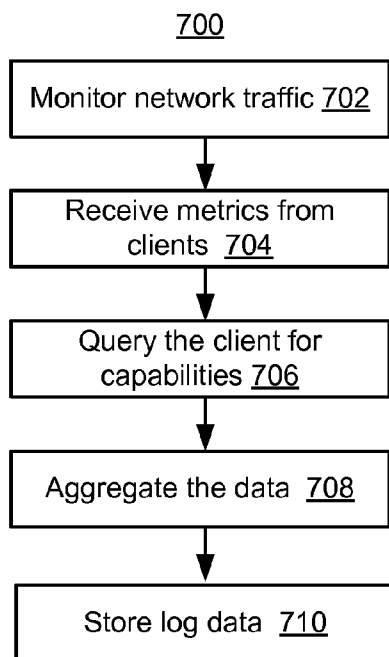 700
Monitor network traffic 702
Receive metrics from
clients 704
Query the client for
capabilities 706
Aggregate the data 708
Store log data 710